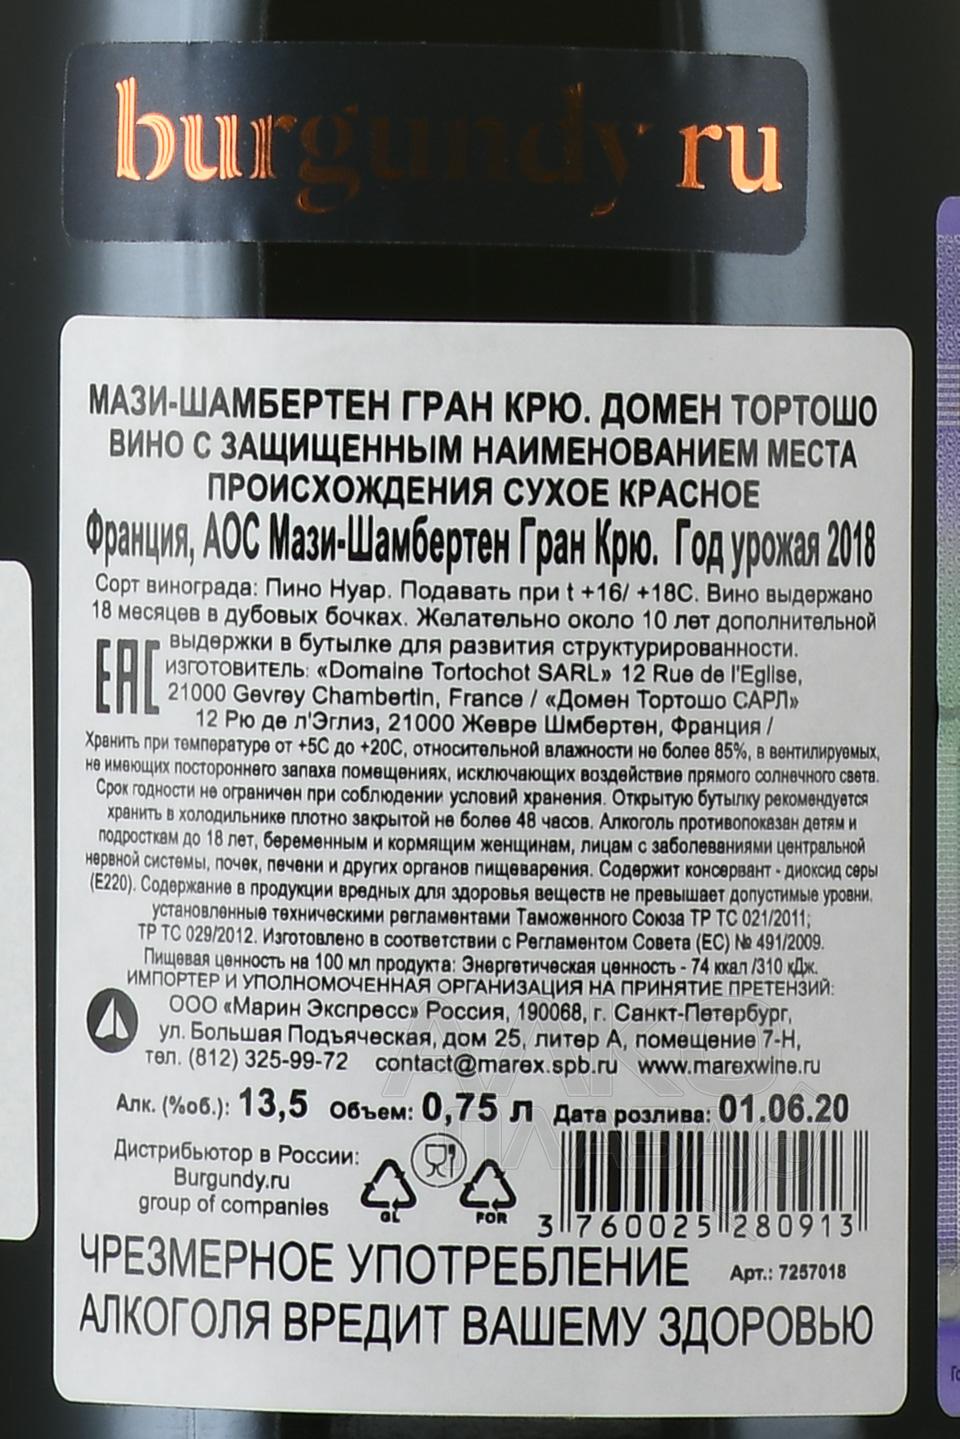 burgundy ru
МАЗИ-ШАМБЕРТЕН ГРАН КРЮ. ДОМЕН ТОРТОШО
ВИНО С ЗАЩИЩЕННЫМ НАИМЕНОВАНИЕМ МЕСТА
ПРОИСХОЖДЕНИЯ СУХОЕ КРАСНОЕ
Франция, АОС Мази-Шамбертен Гран Крю. Год урожая 2018
Сорт винограда: Пино Нуар. Подавать при t +16/ +18С. Вино выдержано
18 месяцев в дубовых бочках. Желательно около 10 лет дополнительной
выдержки в бутылке для развития структурированности.
EAC
ИЗГОТОВИТЕЛЬ: «Domaine Tortochot SARL» 12 Rue de l'Eglise,
21000 Gevrey Chambertin, France / «Домен Тортошо САРЛ»
12 Рю де л'Эглиз, 21000 Жевре Шмбертен, Франция /
Хранить при температуре от +5С до +20С, относительной влажности не более 85%, в вентилируемых,
не имеющих постороннего запаха помещениях, исключающих воздействие прямого солнечного света.
Срок годности не ограничен при соблюдении условий хранения. Открытую бутылку рекомендуется
хранить в холодильнике плотно закрытой не более 48 часов. Алкоголь противопоказан детям и
подросткам до 18 лет, беременным и кормящим женщинам, лицам с заболеваниями центральной
нервной системы, почек, печени и других органов пищеварения. Содержит консервант - диоксид серы
(Е220). Содержание в продукции вредных для здоровья веществ не превышает допустимые уровни,
установленные техническими регламентами Таможенного Союза ТР ТС 021/2011;
ТР ТС 029/2012. Изготовлено в соответствии с Регламентом Совета (ЕС) № 491/2009.
Пищевая ценность на 100 мл продукта: Энергетическая ценность - 74 ккал /310 кДж.
ИМПОРТЕР И УПОЛНОМОЧЕННАЯ ОРГАНИЗАЦИЯ НА ПРИНЯТИЕ ПРЕТЕНЗИЙ:
ООО «Марин Экспресс» Россия, 190068, г. Санкт-Петербург,
ул. Большая Подъяческая, дом 25, литер А, помещение 7-Н,
тел. (812) 325-99-72 contact@marex.spb.ru www.marexwine.ru
Алк. (%об.): 13,5 Объем: 0,75 л Дата розлива: 01.06.20
Дистрибьютор в России:
Burgundy.ru
group of companies
GL FOR
3 760025 280913
ЧРЕЗМЕРНОЕ УПОТРЕБЛЕНИЕ
Арт.: 7257018
АЛКОГОЛЯ ВРЕДИТ ВАШЕМУ ЗДОРОВЬЮ